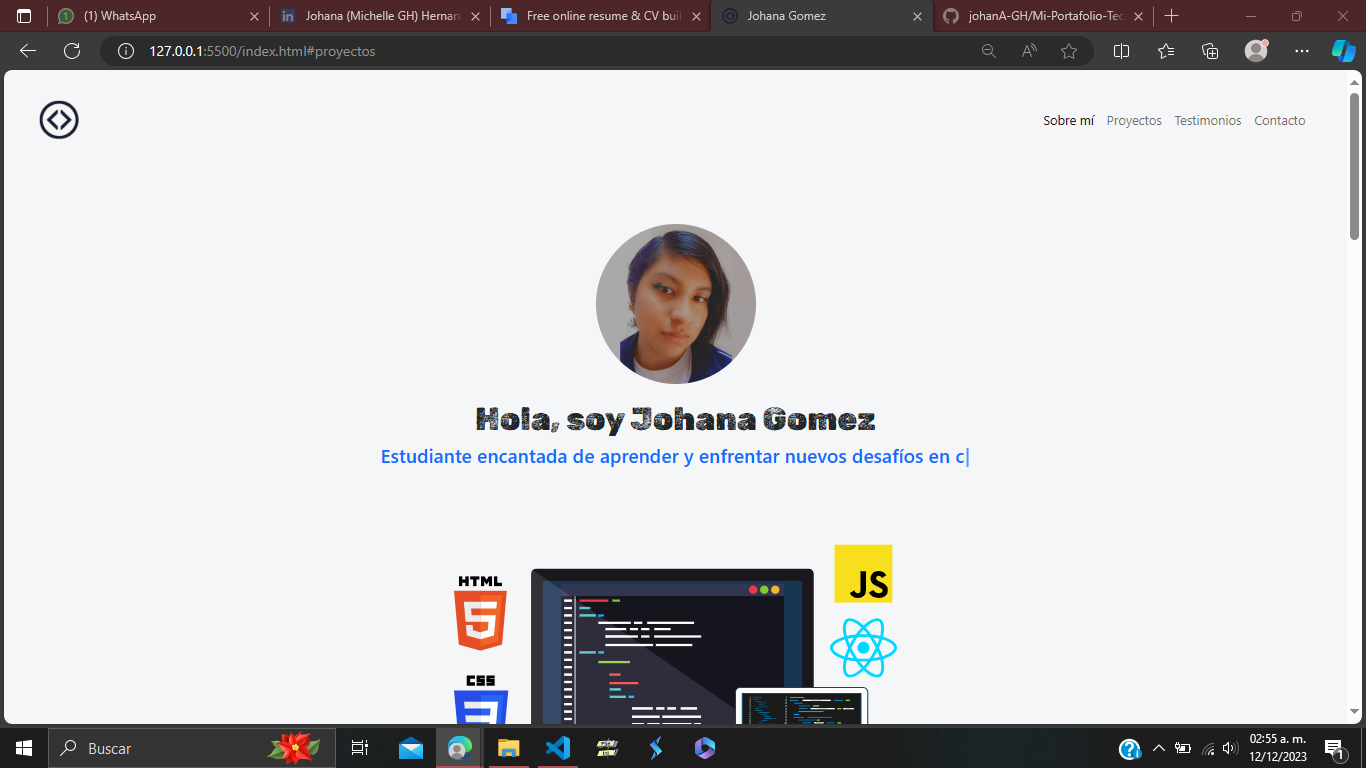 (1) WhatsApp
Johana (Michelle GH) Hernan
Free online resume & CV buil
Johana Gomez
johanA-GH/Mi-Portafolio-Tec
127.0.0.1:5500/index.html#proyectos
Sobre mí Proyectos Testimonios Contacto
Hola, soy Johana Gomez
Estudiante encantada de aprender y enfrentar nuevos desafíos en c|
HTML
5
CSS
JS
Buscar
02:55 a. m.
12/12/2023
1